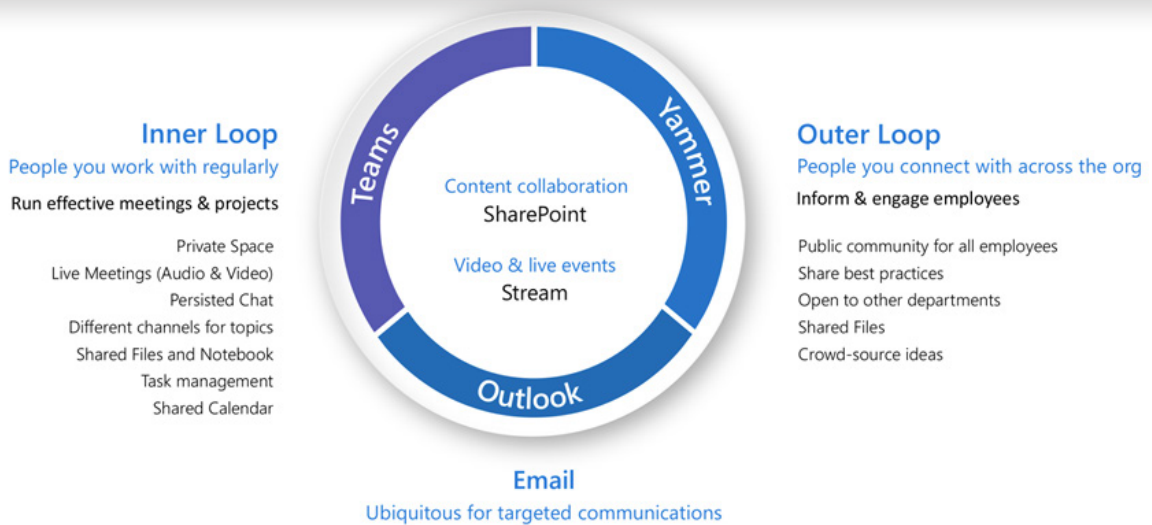 Inner Loop
People you work with regularly
Run effective meetings & projects
Private Space
Live Meetings (Audio & Video)
Persisted Chat
Different channels for topics
Shared Files and Notebook
Task management
Shared Calendar
Teams
Yammer
Outlook
Content collaboration
SharePoint
Video & live events
Stream
Outer Loop
People you connect with across the org
Inform & engage employees
Public community for all employees
Share best practices
Open to other departments
Shared Files
Crowd-source ideas
Email
Ubiquitous for targeted communications